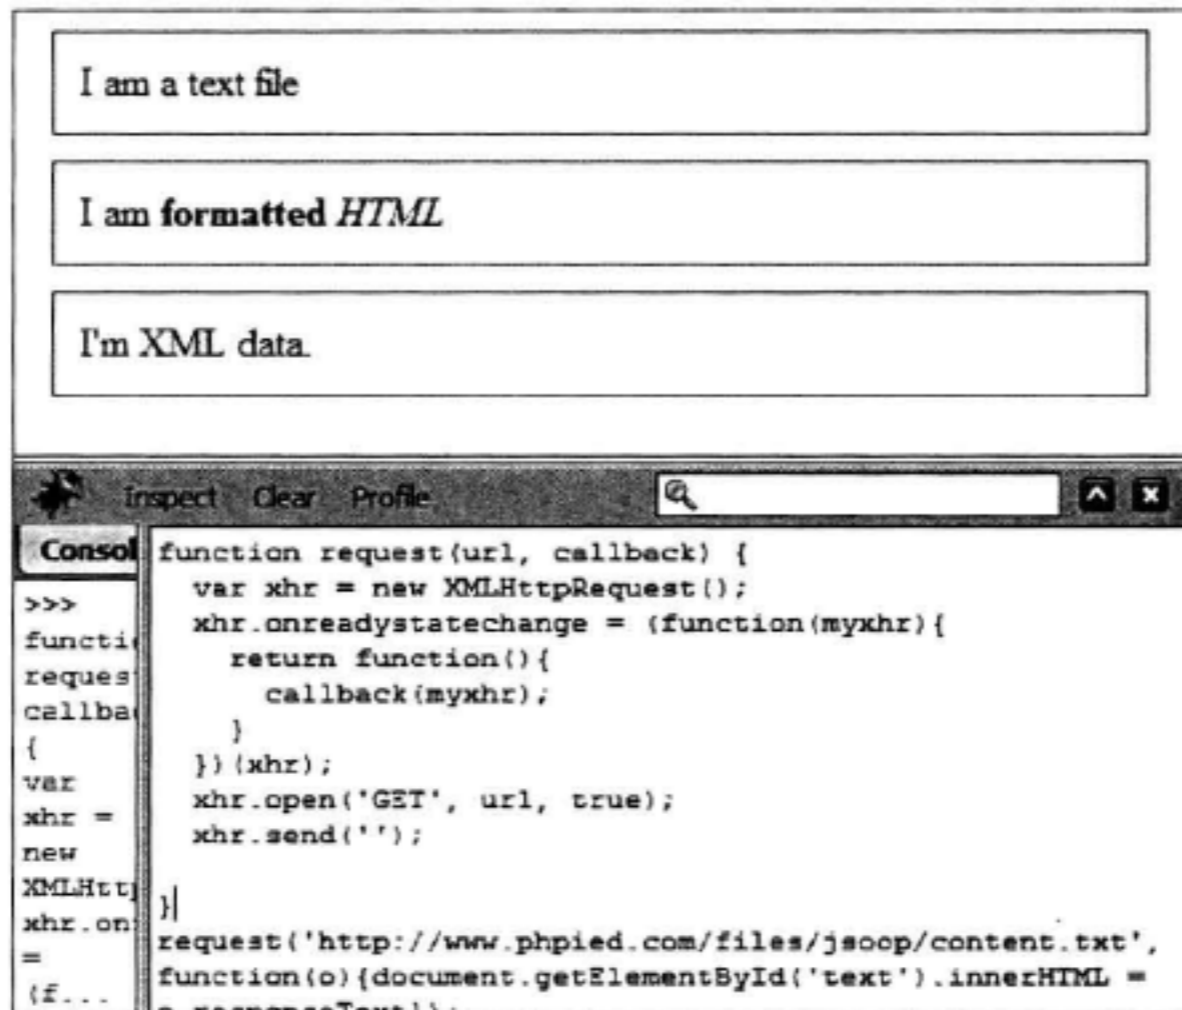 I am a text file
I am formatted HTML
I'm XML data.
Inspect Clear Profile
Consol
>>>
functi
reques
callba
{
var
xhr =
new
XMLHtt
xhr.on
=
(f...
function request(url, callback) {
var xhr = new XMLHttpRequest();
xhr.onreadystatechange = (function(myxhr){
return function(){
callback(myxhr);
}
})(xhr);
xhr.open('GET', url, true);
xhr.send('');
}
request('http://www.phpied.com/files/jsoop/content.txt',
function(o){document.getElementById('text').innerHTML =